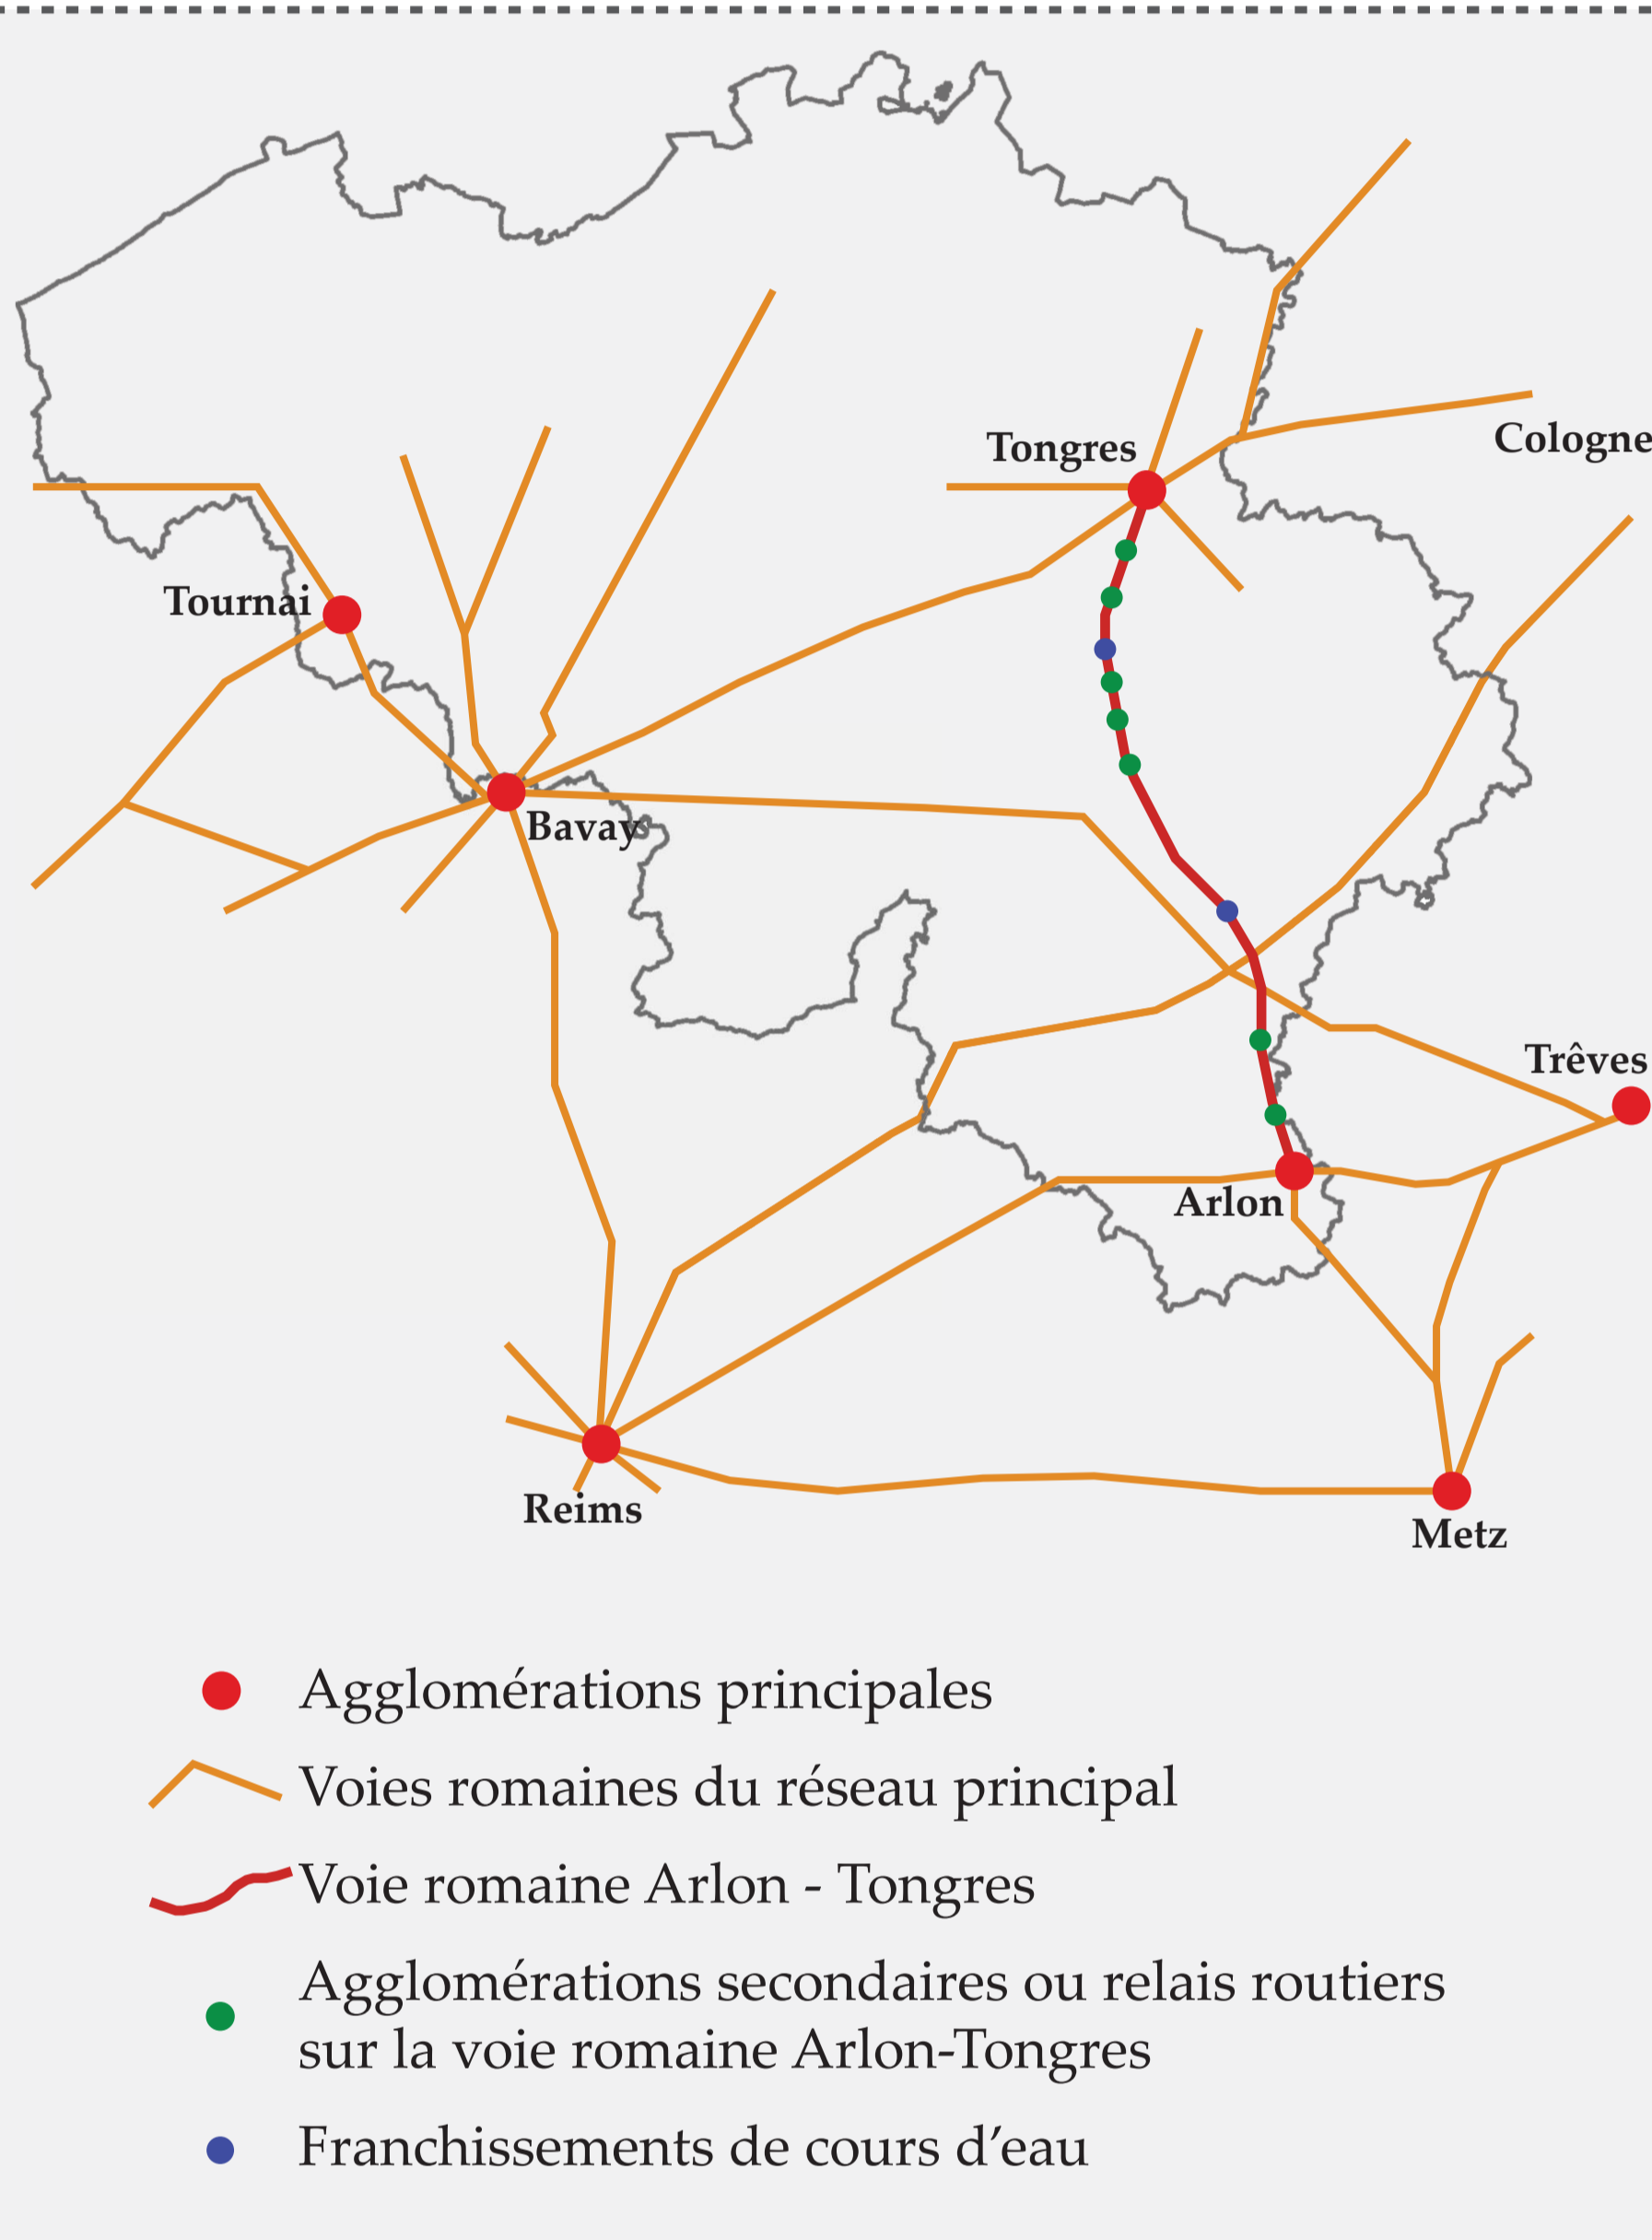 Tongres
Cologne
Tournai
Bavay
Trêves
Arlon
Reims
Metz
Agglomérations principales
Voies romaines du réseau principal
Voie romaine Arlon - Tongres
Agglomérations secondaires ou relais routiers
sur la voie romaine Arlon-Tongres
Franchissements de cours d’eau